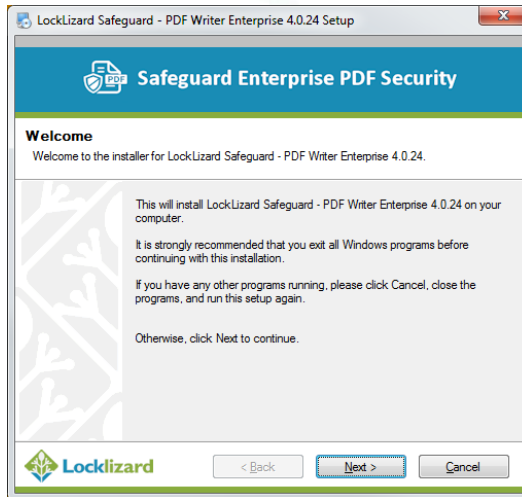 LockLizard Safeguard - PDF Writer Enterprise 4.0.24 Setup
PDF
Safeguard Enterprise PDF Security
Welcome
Welcome to the installer for LockLizard Safeguard - PDF Writer Enterprise 4.0.24.
This will install LockLizard Safeguard - PDF Writer Enterprise 4.0.24 on your
computer.
It is strongly recommended that you exit all Windows programs before
continuing with this installation.
If you have any other programs running, please click Cancel, close the
programs, and run this setup again.
Otherwise, click Next to continue.
Locklizard
< Back
Next >
Cancel